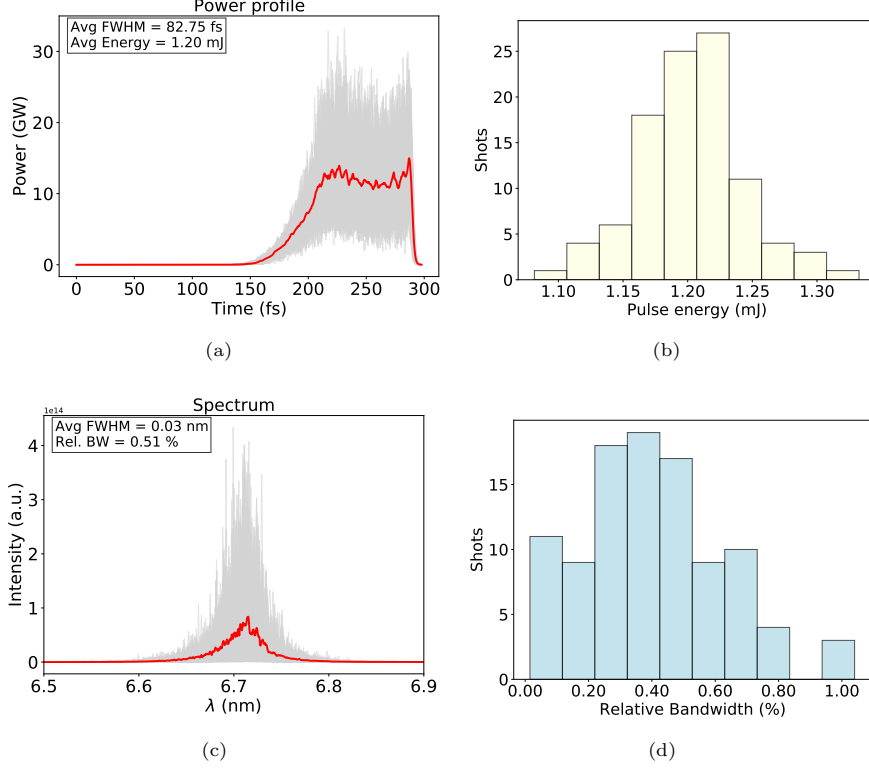 Power profile
Avg FWHM = 82.75 fs
Avg Energy = 1.20 mJ
Power (GW)
30
20
10
0
0 50 100 150 200 250 300
Time (fs)
(a)
Shots
25
20
15
10
5
0
1.10 1.15 1.20 1.25 1.30
Pulse energy (mJ)
(b)
Spectrum
1e14
Avg FWHM = 0.03 nm
Rel. BW = 0.51 %
Intensity (a.u.)
4
3
2
1
0
6.5 6.6 6.7 6.8 6.9
λ (nm)
(c)
Shots
15
10
5
0
0.00 0.20 0.40 0.60 0.80 1.00
Relative Bandwidth (%)
(d)